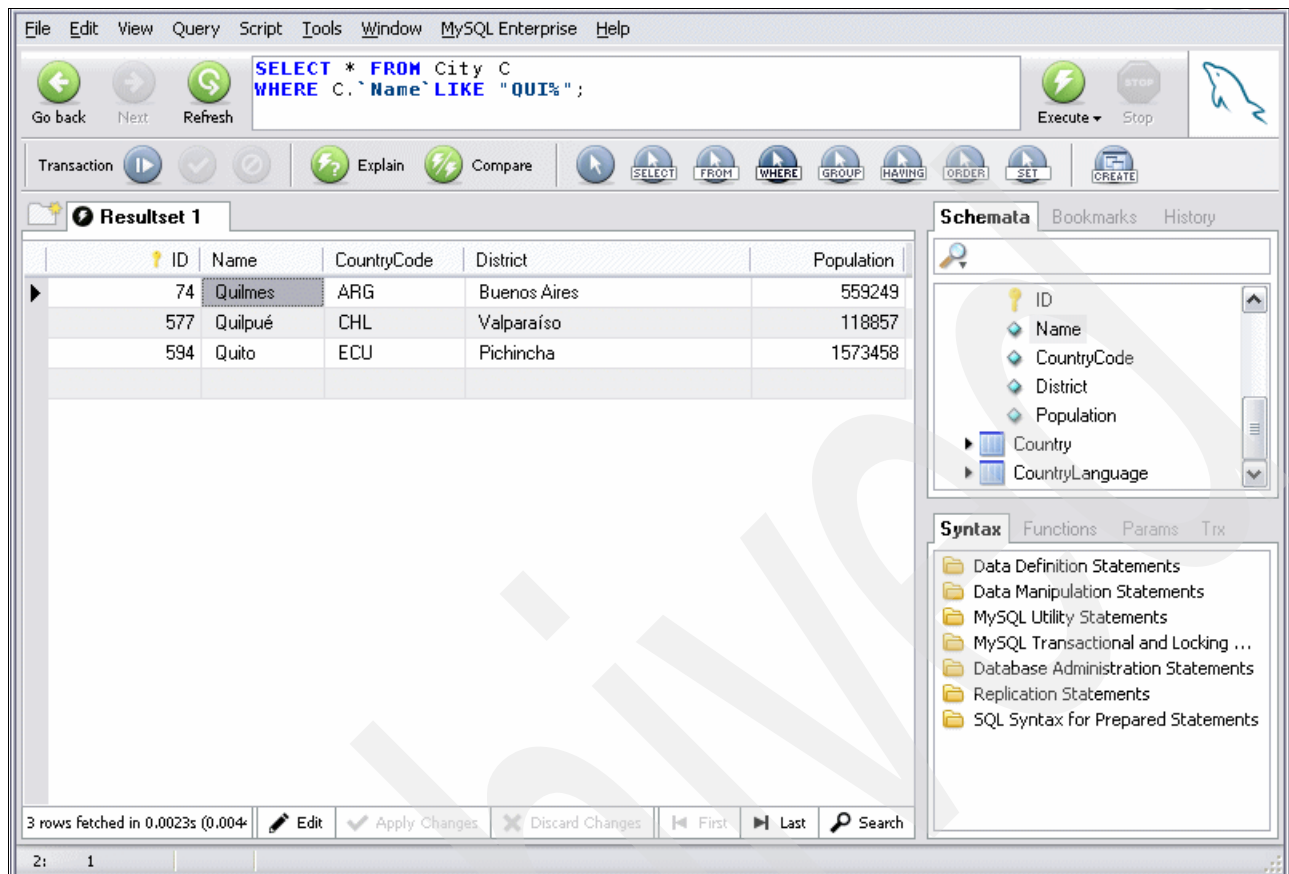 File Edit View Query Script Tools Window MySQL Enterprise Help
SELECT * FROM City C
WHERE C.`Name`LIKE "QUI%";
Go back Next Refresh Execute STOP Stop
Transaction Explain Compare SELECT FROM WHERE GROUP HAVING ORDER SET CREATE
Resultset 1
ID Name CountryCode District Population
74 Quilmes ARG Buenos Aires 559249
577 Quilpué CHL Valparaíso 118857
594 Quito ECU Pichincha 1573458
3 rows fetched in 0.0023s (0.004 Edit Apply Changes Discard Changes First Last Search
2: 1
Schemata Bookmarks History
ID
Name
CountryCode
District
Population
Country
CountryLanguage
Syntax Functions Params Trx
Data Definition Statements
Data Manipulation Statements
MySQL Utility Statements
MySQL Transactional and Locking ...
Database Administration Statements
Replication Statements
SQL Syntax for Prepared Statements